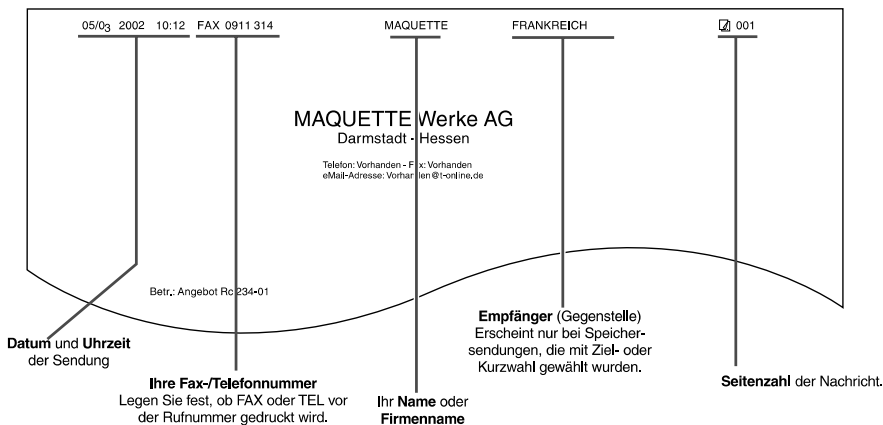 05/03 2002 10:12 FAX 0911 314 MAQUETTE FRANKREICH 001
MAQUETTE Werke AG
Darmstadt - Hessen
Telefon: Vorhanden - Fax: Vorhanden
eMail-Adresse: Vorhanden@t-online.de
Betr.: Angebot Rc 234-01
Datum und Uhrzeit
der Sendung
Ihre Fax-/Telefonnummer
Legen Sie fest, ob FAX oder TEL vor
der Rufnummer gedruckt wird.
Ihr Name oder
Firmenname
Empfänger (Gegenstelle)
Erscheint nur bei Speicher-
sendungen, die mit Ziel- oder
Kurzwahl gewählt wurden.
Seitenzahl der Nachricht.